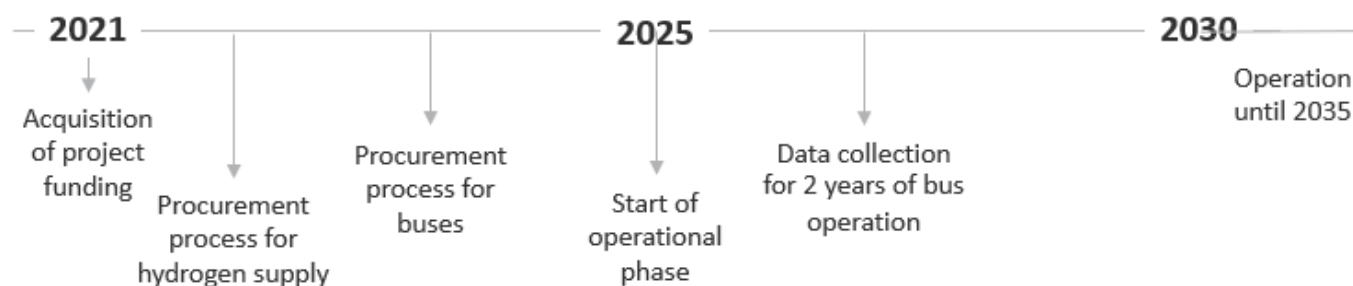 2021
Acquisition
of project
funding
Procurement
process for
hydrogen supply
Procurement
process for
buses
2025
Start of
operational
phase
Data collection
for 2 years of bus
operation
2030
Operation
until 2035